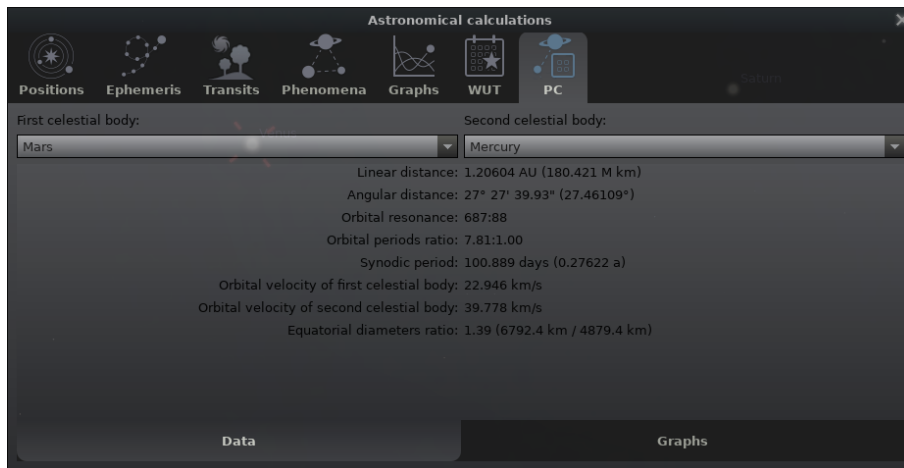 Astronomical calculations
Positions Ephemeris Transits Phenomena Graphs WUT PC
Saturn
First celestial body: Second celestial body:
Mars Mercury
Linear distance: 1.20604 AU (180.421 M km)
Angular distance: 27° 27' 39.93" (27.46109°)
Orbital resonance: 687:88
Orbital periods ratio: 7.81:1.00
Synodic period: 100.889 days (0.27622 a)
Orbital velocity of first celestial body: 22.946 km/s
Orbital velocity of second celestial body: 39.778 km/s
Equatorial diameters ratio: 1.39 (6792.4 km / 4879.4 km)
Data Graphs